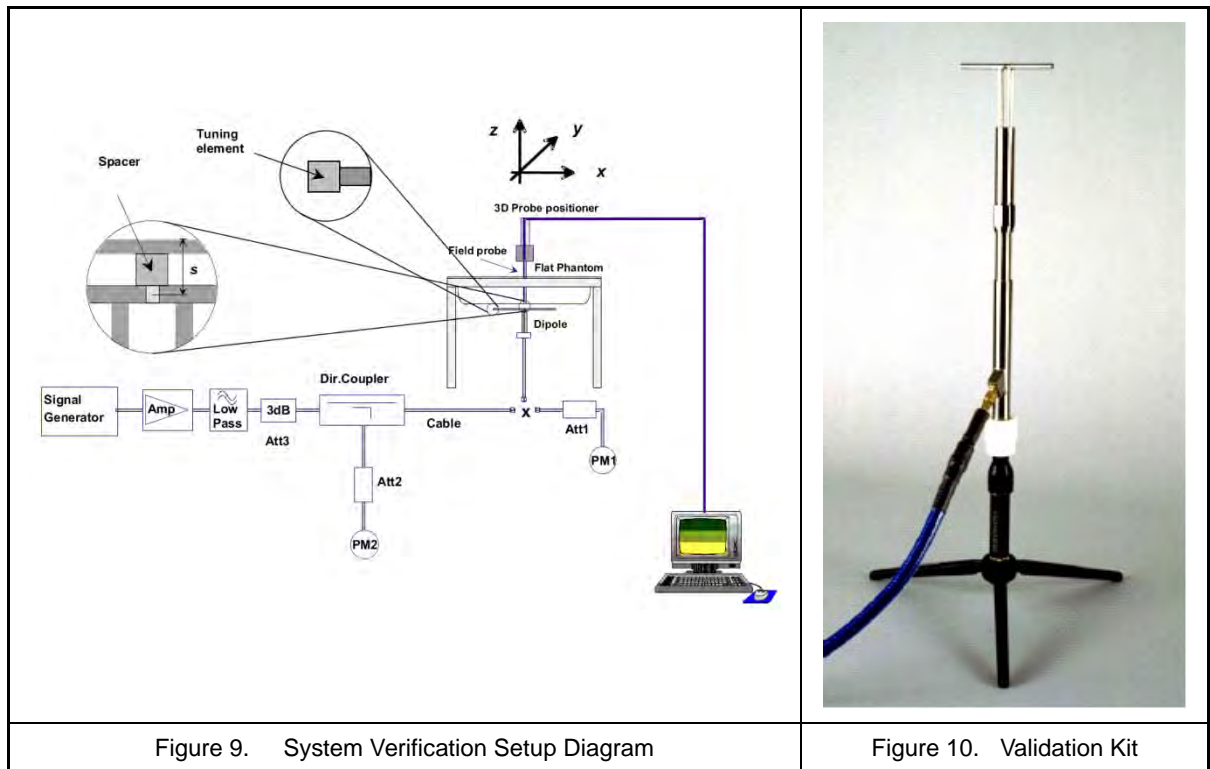 z
y
x
Tuning
element
Spacer
s
3D Probe positioner
Field probe
Flat Phantom
Dipole
Dir.Coupler
Signal
Generator
Amp
Low
Pass
3dB
Att3
Cable
x
Att1
PM1
Att2
PM2
Figure 9. System Verification Setup Diagram
Figure 10. Validation Kit